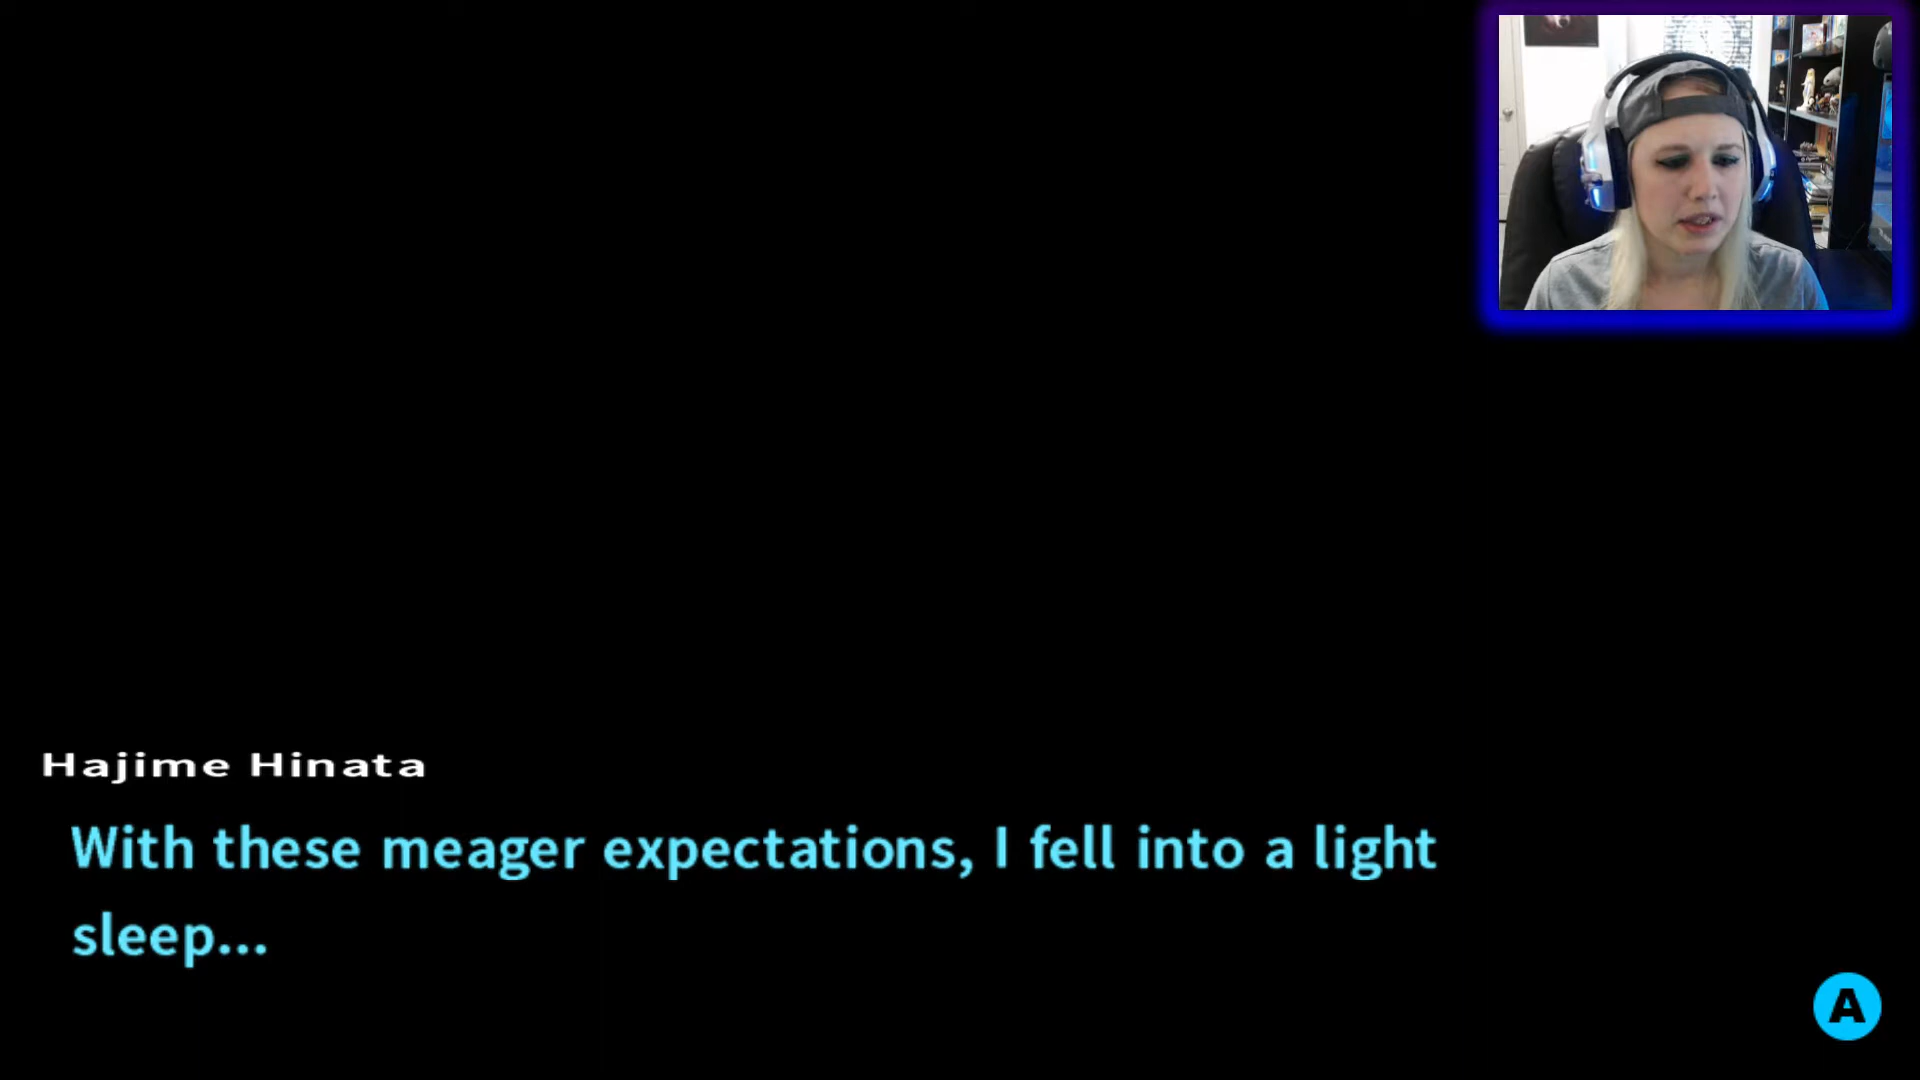 Hajime Hinata
With these meager expectations, I fell into a light
sleep...
A